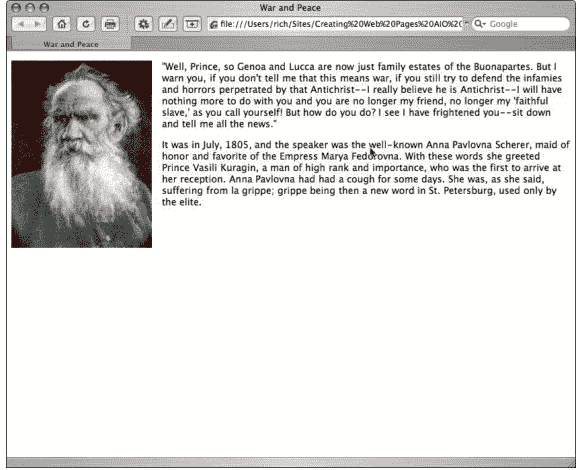 War and Peace
file:///Users/rich/Sites/Creating%20Web%20Pages%20AIO%2C
Google
War and Peace
"Well, Prince, so Genoa and Lucca are now just family estates of the Buonapartes. But I
warn you, if you don't tell me that this means war, if you still try to defend the infamies
and horrors perpetrated by that Antichrist--I really believe he is Antichrist--I will have
nothing more to do with you and you are no longer my friend, no longer my 'faithful
slave,' as you call yourself! But how do you do? I see I have frightened you--sit down
and tell me all the news."
It was in July, 1805, and the speaker was the well-known Anna Pavlovna Scherer, maid of
honor and favorite of the Empress Marya Fedorovna. With these words she greeted
Prince Vasili Kuragin, a man of high rank and importance, who was the first to arrive at
her reception. Anna Pavlovna had had a cough for some days. She was, as she said,
suffering from la grippe; grippe being then a new word in St. Petersburg, used only by
the elite.